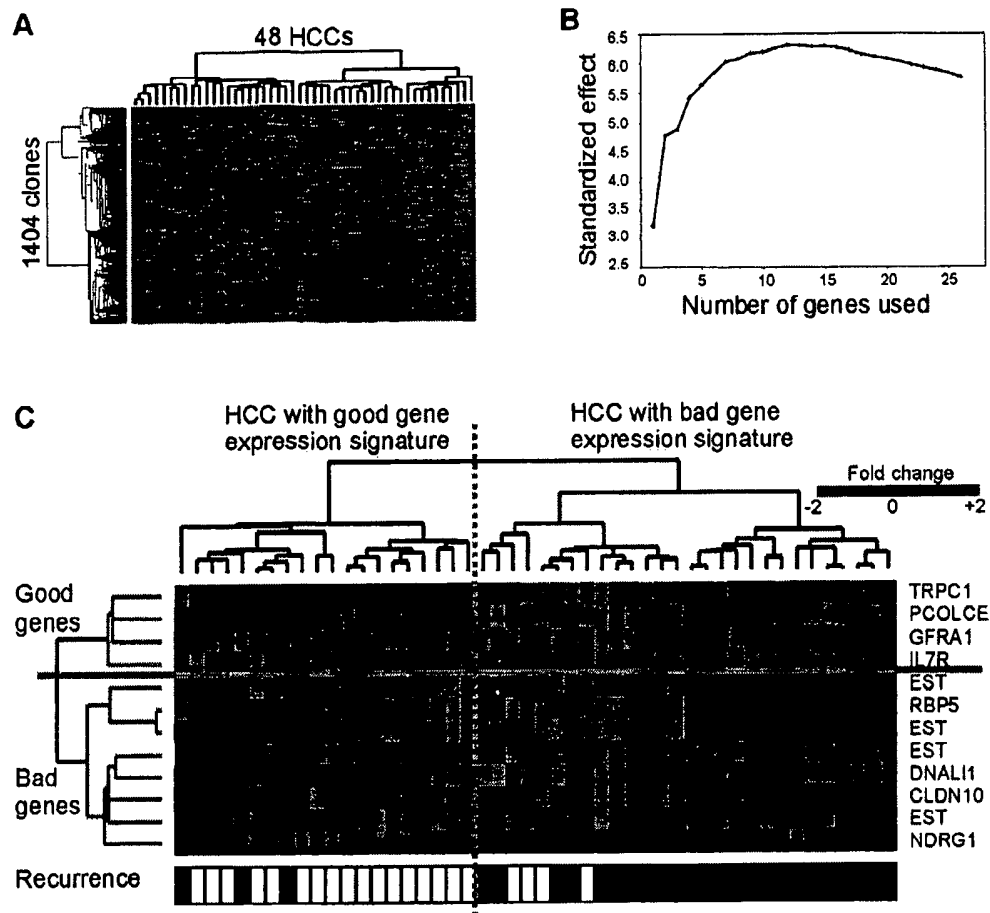 A
48 HCCs
1404 clones
B
Standardized effect
6.5
6.0
5.5
5.0
4.5
4.0
3.5
3.0
2.5
0 5 10 15 20 25
Number of genes used
C
HCC with good gene
expression signature
HCC with bad gene
expression signature
Fold change
-2 0 +2
Good
genes
Bad
genes
TRPC1
PCOLCE
GFRA1
IL7R
EST
RBP5
EST
EST
DNALI1
CLDN10
EST
NDRG1
Recurrence